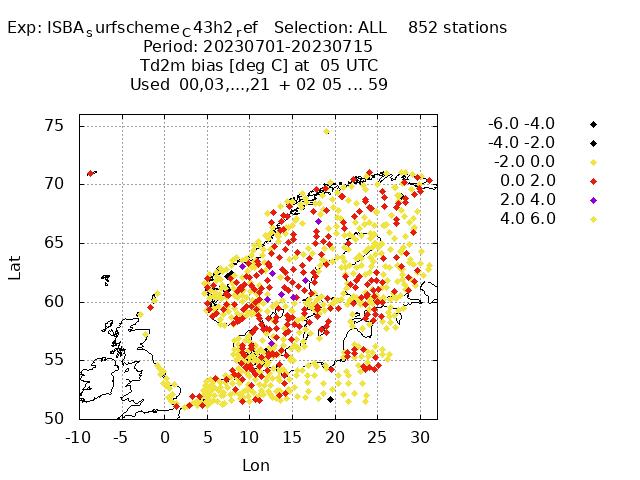 Exp: ISBAsurfschemeC43h2ref Selection: ALL 852 stations
Period: 20230701-20230715
Td2m bias [deg C] at 05 UTC
Used 00,03,...,21 + 02 05 ... 59
-6.0 -4.0
-4.0 -2.0
-2.0 0.0
0.0 2.0
2.0 4.0
4.0 6.0
75
70
65
60
55
50
Lat
-10 -5 0 5 10 15 20 25 30
Lon